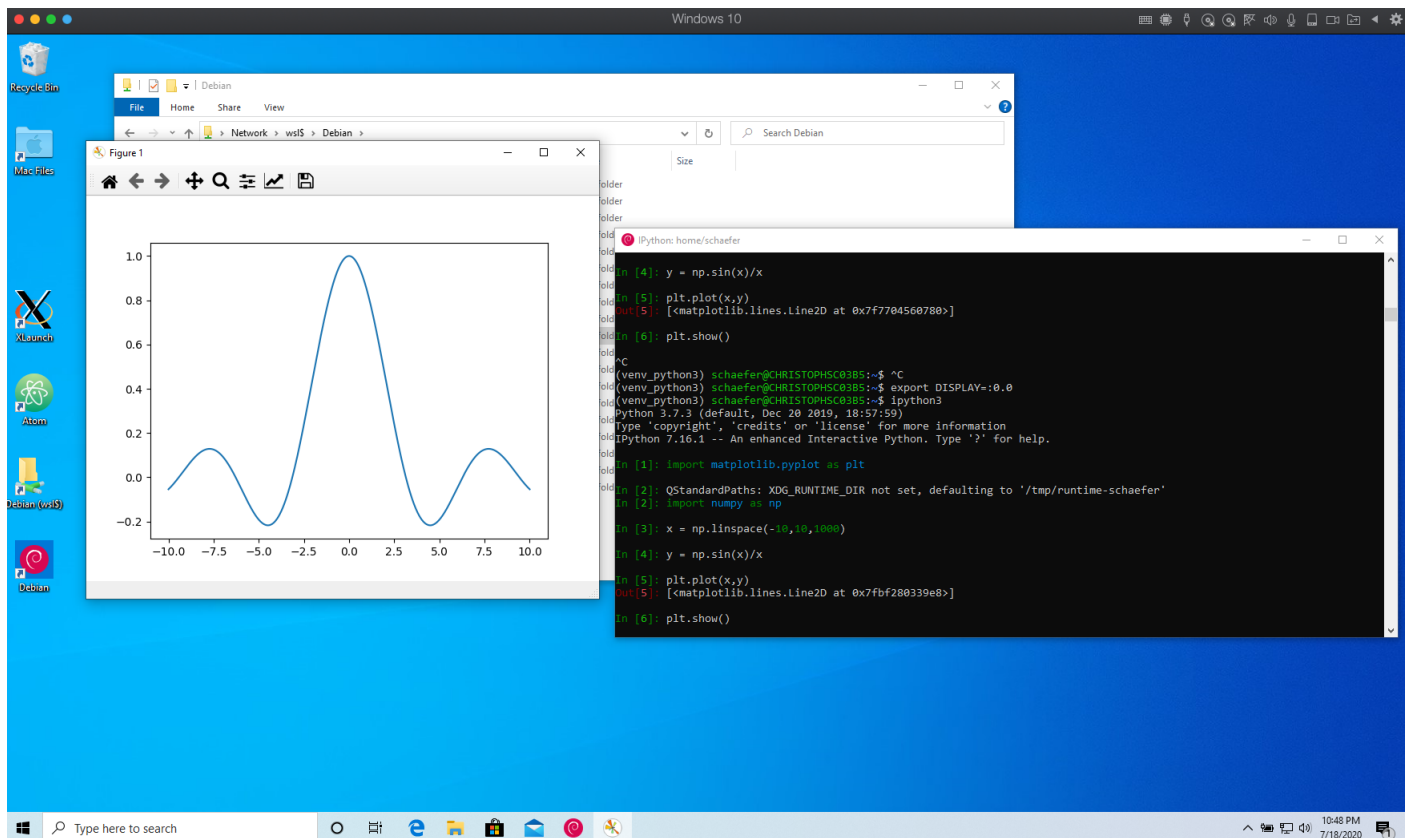 Windows 10
Recycle Bin
Mac Files
XLaunch
Atom
Debian (wsl$)
Debian
Debian
File Home Share View
Network > wsl$ > Debian >
Search Debian
Size
folder
folder
folder
Figure 1
1.0
0.8
0.6
0.4
0.2
0.0
−0.2
−10.0 −7.5 −5.0 −2.5 0.0 2.5 5.0 7.5 10.0
IPython: home/schaefer
In [4]: y = np.sin(x)/x
In [5]: plt.plot(x,y)
Out[5]: [<matplotlib.lines.Line2D at 0x7f7704560780>]
In [6]: plt.show()
^C
(venv_python3) schaefer@CHRISTOPHSC03B5:~$ ^C
(venv_python3) schaefer@CHRISTOPHSC03B5:~$ export DISPLAY=:0.0
(venv_python3) schaefer@CHRISTOPHSC03B5:~$ ipython3
Python 3.7.3 (default, Dec 20 2019, 18:57:59)
Type 'copyright', 'credits' or 'license' for more information
IPython 7.16.1 -- An enhanced Interactive Python. Type '?' for help.
In [1]: import matplotlib.pyplot as plt
In [2]: QStandardPaths: XDG_RUNTIME_DIR not set, defaulting to '/tmp/runtime-schaefer'
In [2]: import numpy as np
In [3]: x = np.linspace(-10,10,1000)
In [4]: y = np.sin(x)/x
In [5]: plt.plot(x,y)
Out[5]: [<matplotlib.lines.Line2D at 0x7fbf280339e8>]
In [6]: plt.show()
Type here to search
10:48 PM
7/18/2020